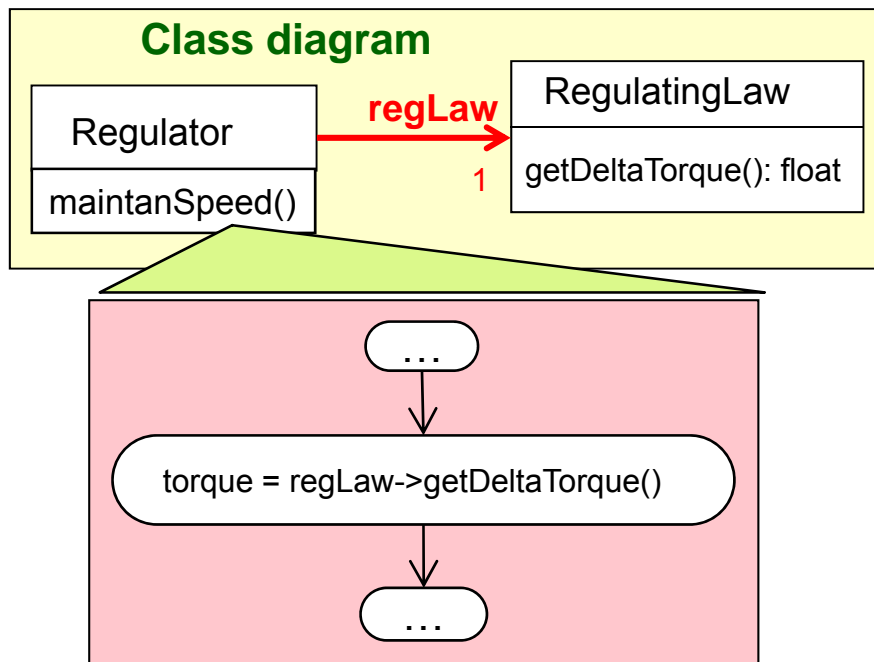 Class diagram
Regulator
maintanSpeed()
regLaw
1
RegulatingLaw
getDeltaTorque(): float
...
torque = regLaw->getDeltaTorque()
...